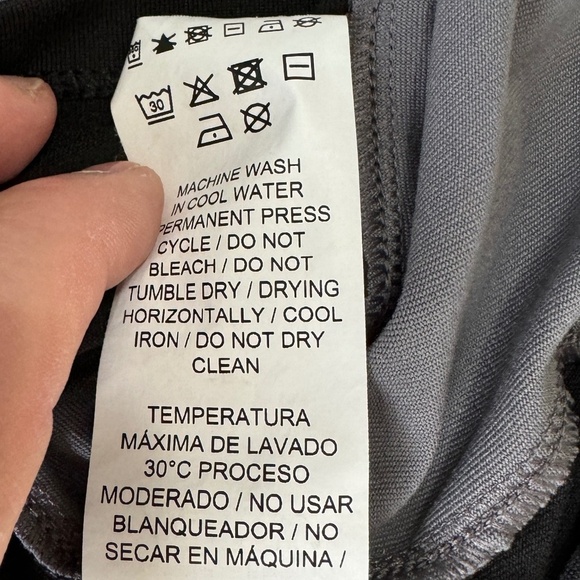 30
MACHINE WASH
IN COOL WATER
PERMANENT PRESS
CYCLE / DO NOT
BLEACH / DO NOT
TUMBLE DRY / DRYING
HORIZONTALLY / COOL
IRON / DO NOT DRY
CLEAN
TEMPERATURA
MÁXIMA DE LAVADO
30°C PROCESO
MODERADO / NO USAR
BLANQUEADOR / NO
SECAR EN MÁQUINA /